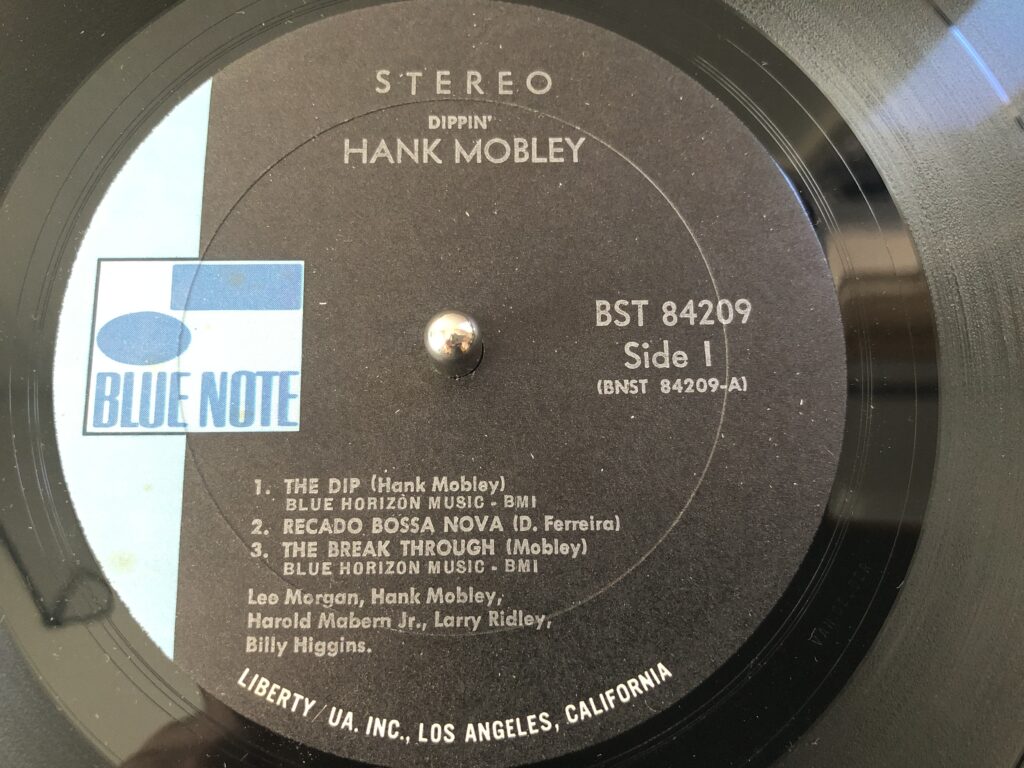 STEREO
DIPPIN'
HANK MOBLEY
BLUE NOTE
BST 84209
Side 1
(BNST 84209-A)
1. THE DIP (Hank Mobley)
BLUE HORIZON MUSIC - BMI
2. RECADO BOSSA NOVA (D. Ferreira)
3. THE BREAK THROUGH (Mobley)
BLUE HORIZON MUSIC - BMI
Lee Morgan, Hank Mobley,
Harold Mabern Jr., Larry Ridley,
Billy Higgins.
LIBERTY/UA. INC., LOS ANGELES, CALIFORNIA